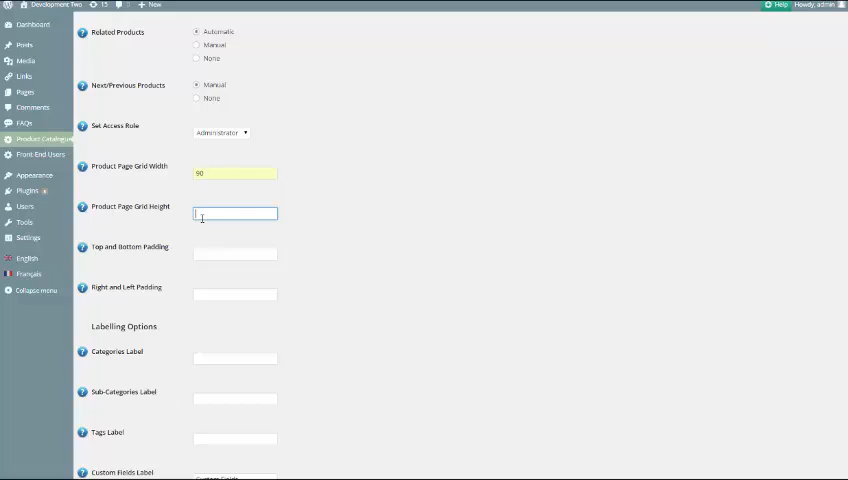 Development Two 15 New Help Howdy, admin
Dashboard
Posts
Media
Links
Pages
Comments
FAQs
Product Catalogue
Front End Users
Appearance
Plugins
Users
Tools
Settings
English
Français
Collapse menu
Related Products
Automatic
Manual
None
Next/Previous Products
Manual
None
Set Access Role
Administrator
Product Page Grid Width
90
Product Page Grid Height
Top and Bottom Padding
Right and Left Padding
Labelling Options
Categories Label
Sub-Categories Label
Tags Label
Custom Fields Label
Custom Fields